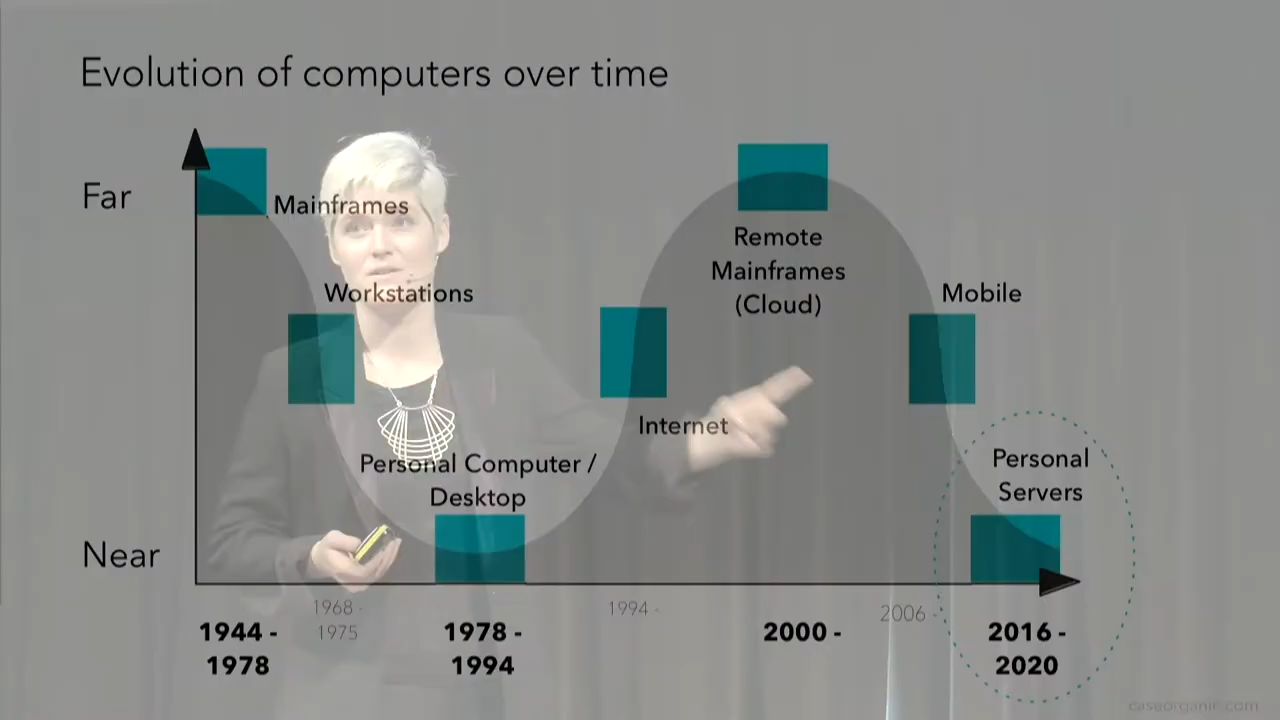 Evolution of computers over time
Far
Mainframes
Remote
Mainframes
(Cloud)
Workstations
Mobile
Internet
Personal Computer /
Desktop
Personal
Servers
Near
1944 -
1978
1968 -
1975
1978 -
1994
1994 -
2000 -
2006 -
2016 -
2020
caseorganic.com